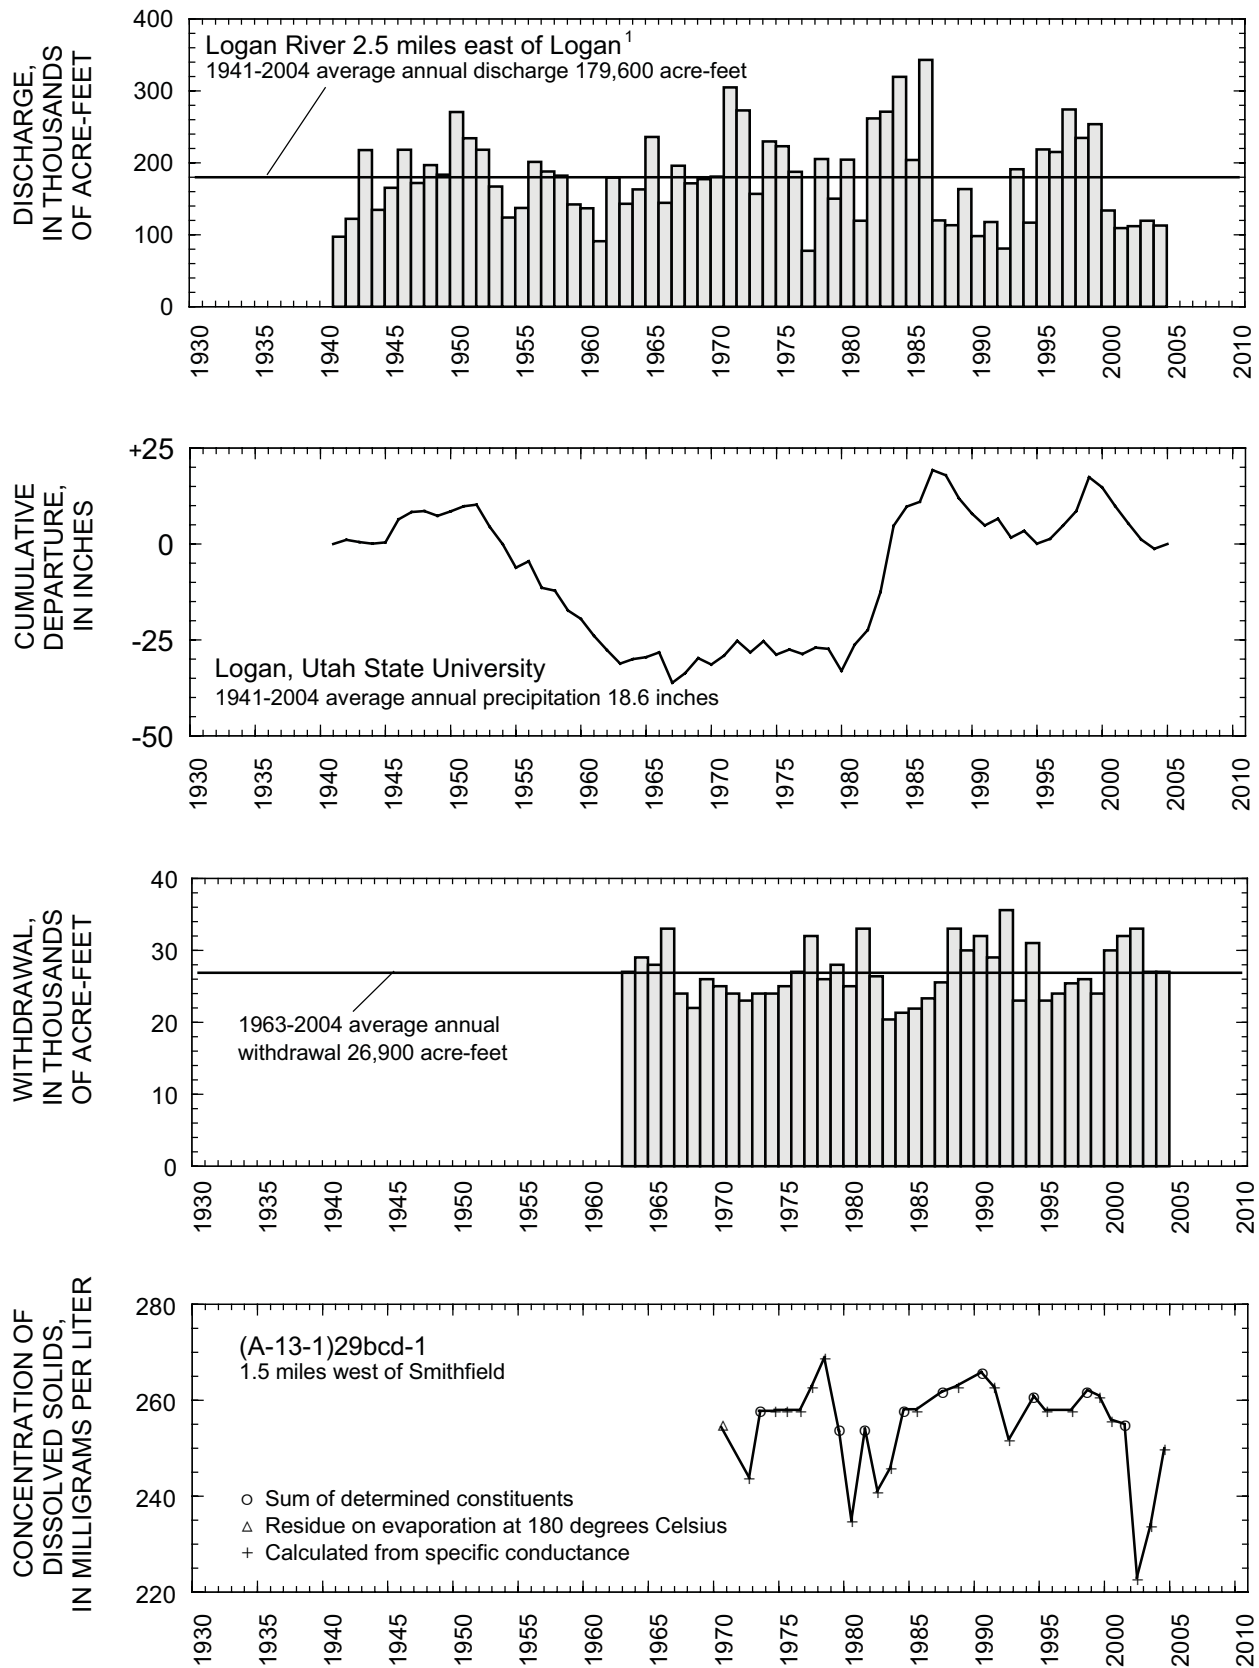 DISCHARGE,
IN THOUSANDS
OF ACRE-FEET
400
300
200
100
0
Logan River 2.5 miles east of Logan1
1941-2004 average annual discharge 179,600 acre-feet
1930 1935 1940 1945 1950 1955 1960 1965 1970 1975 1980 1985 1990 1995 2000 2005 2010
CUMULATIVE
DEPARTURE,
IN INCHES
+25
0
-25
-50
Logan, Utah State University
1941-2004 average annual precipitation 18.6 inches
1930 1935 1940 1945 1950 1955 1960 1965 1970 1975 1980 1985 1990 1995 2000 2005 2010
WITHDRAWAL,
IN THOUSANDS
OF ACRE-FEET
40
30
20
10
0
1963-2004 average annual
withdrawal 26,900 acre-feet
1930 1935 1940 1945 1950 1955 1960 1965 1970 1975 1980 1985 1990 1995 2000 2005 2010
CONCENTRATION OF
DISSOLVED SOLIDS,
IN MILLIGRAMS PER LITER
280
260
240
220
(A-13-1)29bcd-1
1.5 miles west of Smithfield
Sum of determined constituents
Residue on evaporation at 180 degrees Celsius
Calculated from specific conductance
1930 1935 1940 1945 1950 1955 1960 1965 1970 1975 1980 1985 1990 1995 2000 2005 2010